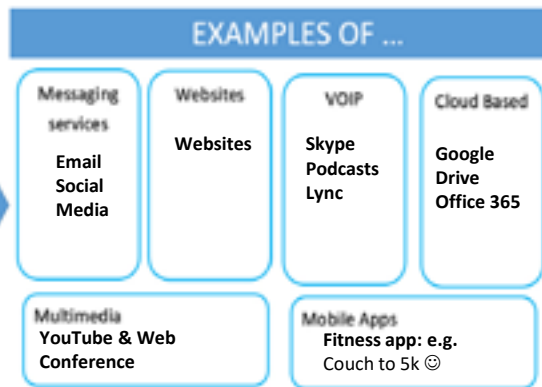 EXAMPLES OF ...
Messaging
services
Email
Social
Media
Websites
Websites
VOIP
Skype
Podcasts
Lync
Cloud Based
Google
Drive
Office 365
Multimedia
YouTube & Web
Conference
Mobile Apps
Fitness app: e.g.
Couch to 5k ☺